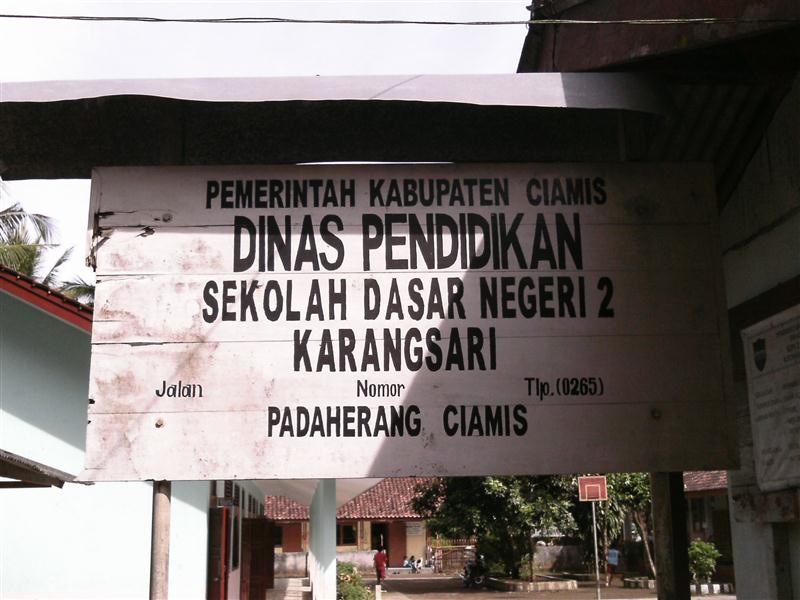 PEMERINTAH KABUPATEN CIAMIS
DINAS PENDIDIKAN
SEKOLAH DASAR NEGERI 2
KARANGSARI
Jalan Nomor Tlp.(0265)
PADAHERANG CIAMIS